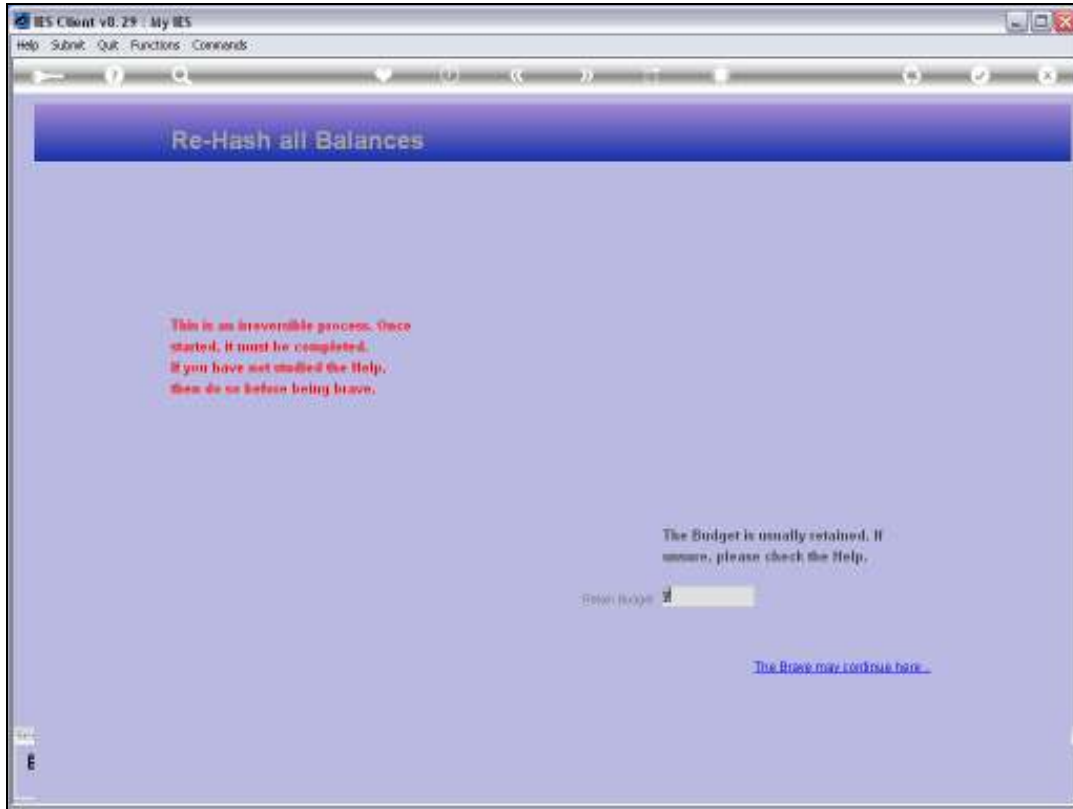 IES Client v0.29 : My IES
Help Submit Quit Functions Commands
Re-Hash all Balances
This is an irreversible process. Once
started, it must be completed.
If you have not studied the Help,
then do so before being brave.
The Budget is usually retained. If
unsure, please check the Help.
Retain Budget
The Brave may continue here ..